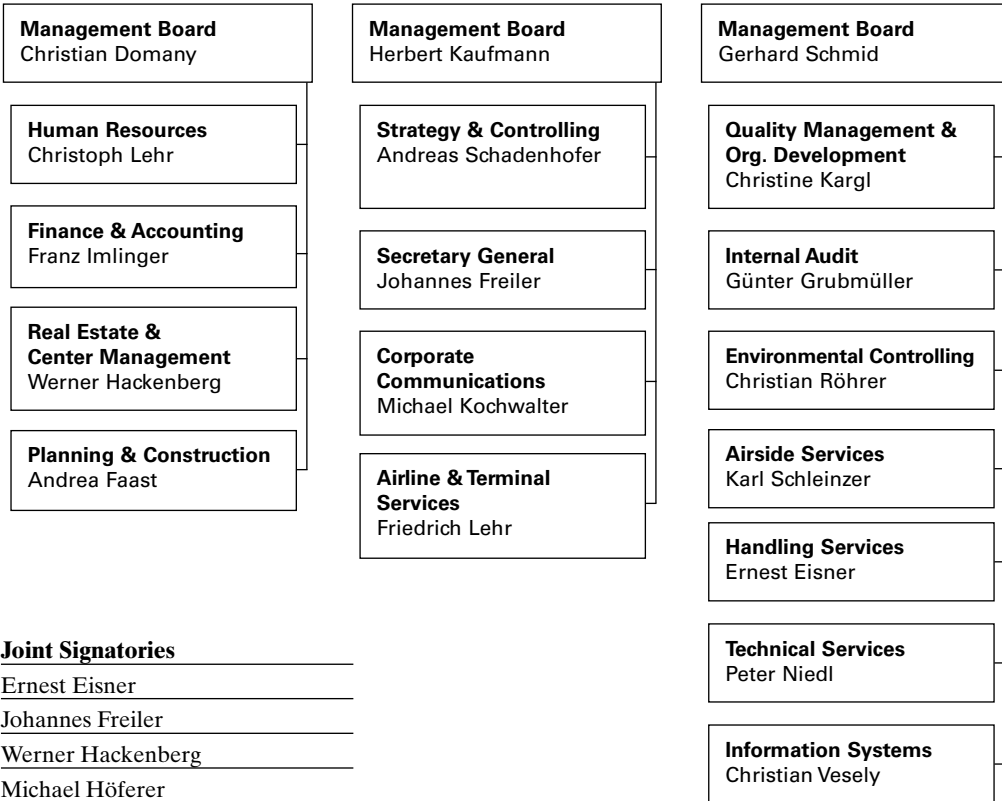 Management Board
Christian Domany
Human Resources
Christoph Lehr
Finance & Accounting
Franz Imlinger
Real Estate &
Center Management
Werner Hackenberg
Planning & Construction
Andrea Faast
Management Board
Herbert Kaufmann
Strategy & Controlling
Andreas Schadenhofer
Secretary General
Johannes Freiler
Corporate
Communications
Michael Kochwalter
Airline & Terminal
Services
Friedrich Lehr
Management Board
Gerhard Schmid
Quality Management &
Org. Development
Christine Kargl
Internal Audit
Günter Grubmüller
Environmental Controlling
Christian Röhrer
Airside Services
Karl Schleinzer
Handling Services
Ernest Eisner
Technical Services
Peter Niedl
Information Systems
Christian Vesely
Joint Signatories
Ernest Eisner
Johannes Freiler
Werner Hackenberg
Michael Höferer